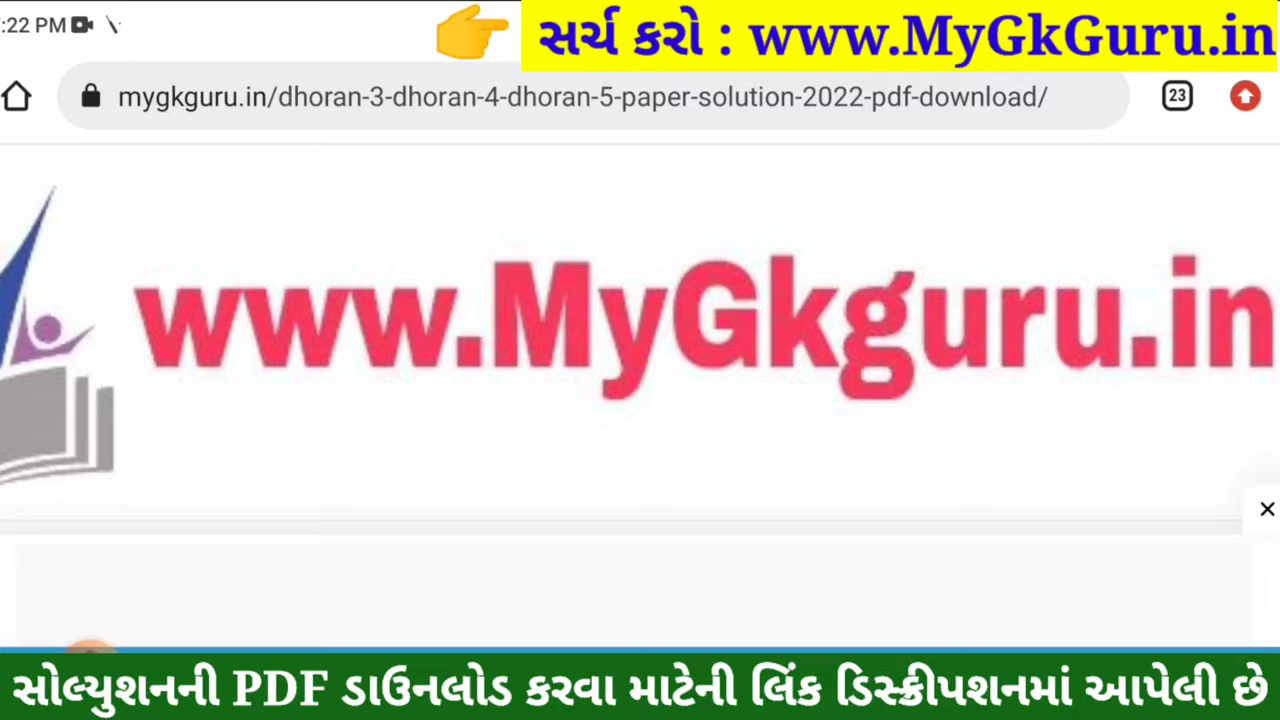 :22 PM
સર્ચ કરો : www.MyGkGuru.in
mygkguru.in/dhoran-3-dhoran-4-dhoran-5-paper-solution-2022-pdf-download/
23
www.MyGkguru.in
સોલ્યુશનની PDF ડાઉનલોડ કરવા માટેની લિંક ડિસ્ક્રીપશનમાં આપેલી છે